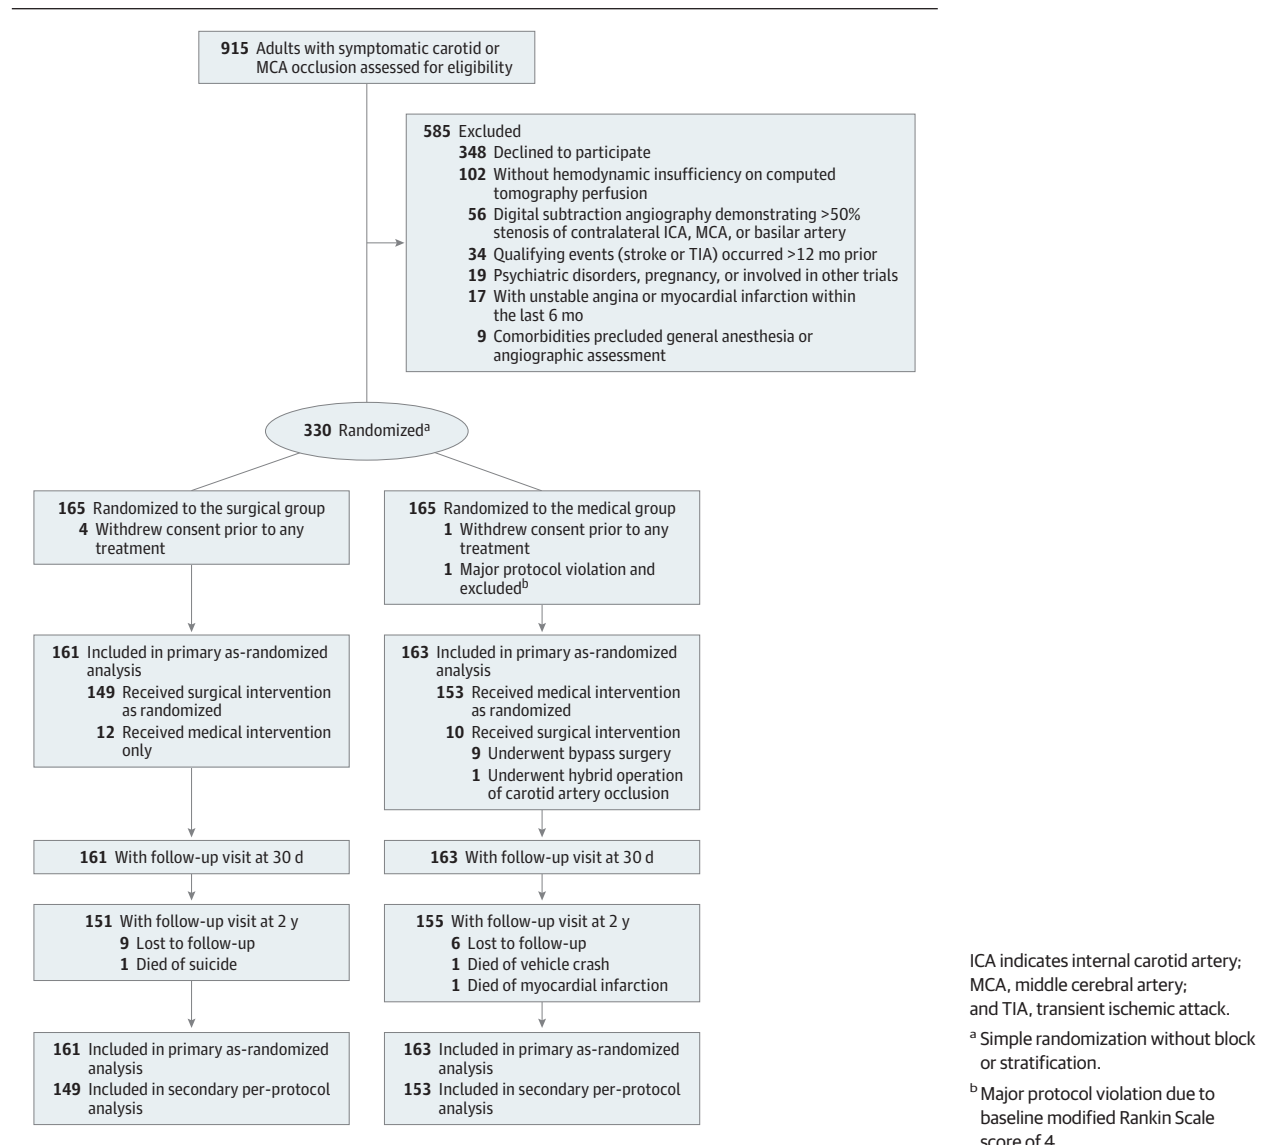 915 Adults with symptomatic carotid or
MCA occlusion assessed for eligibility
585 Excluded
348 Declined to participate
102 Without hemodynamic insufficiency on computed
tomography perfusion
56 Digital subtraction angiography demonstrating >50%
stenosis of contralateral ICA, MCA, or basilar artery
34 Qualifying events (stroke or TIA) occurred >12 mo prior
19 Psychiatric disorders, pregnancy, or involved in other trials
17 With unstable angina or myocardial infarction within
the last 6 mo
9 Comorbidities precluded general anesthesia or
angiographic assessment
330 Randomizedᵃ
165 Randomized to the surgical group
4 Withdrew consent prior to any
treatment
165 Randomized to the medical group
1 Withdrew consent prior to any
treatment
1 Major protocol violation and
excludedᵇ
161 Included in primary as-randomized
analysis
149 Received surgical intervention
as randomized
12 Received medical intervention
only
163 Included in primary as-randomized
analysis
153 Received medical intervention
as randomized
10 Received surgical intervention
9 Underwent bypass surgery
1 Underwent hybrid operation
of carotid artery occlusion
161 With follow-up visit at 30 d
163 With follow-up visit at 30 d
151 With follow-up visit at 2 y
9 Lost to follow-up
1 Died of suicide
155 With follow-up visit at 2 y
6 Lost to follow-up
1 Died of vehicle crash
1 Died of myocardial infarction
161 Included in primary as-randomized
analysis
149 Included in secondary per-protocol
analysis
163 Included in primary as-randomized
analysis
153 Included in secondary per-protocol
analysis
ICA indicates internal carotid artery;
MCA, middle cerebral artery;
and TIA, transient ischemic attack.
ᵃ Simple randomization without block
or stratification.
ᵇ Major protocol violation due to
baseline modified Rankin Scale
score of 4